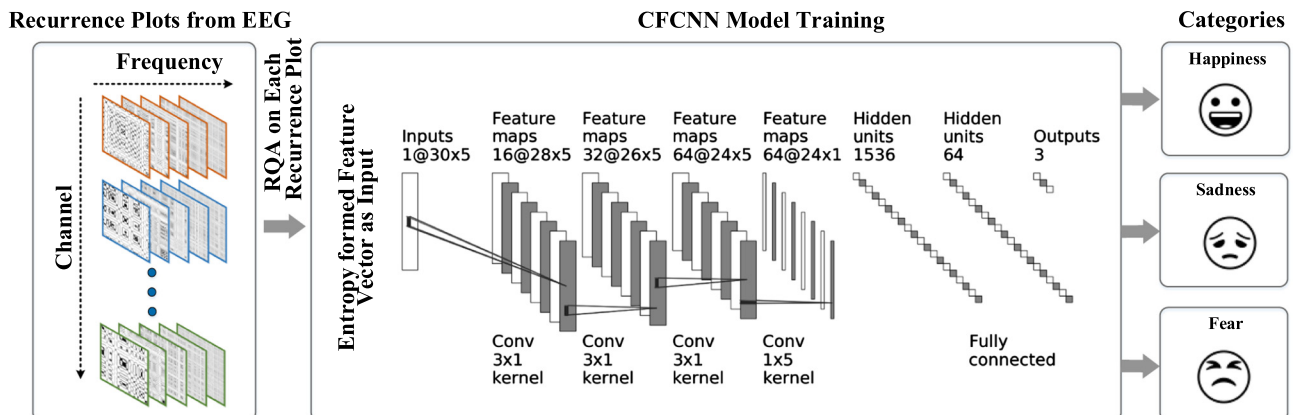 Recurrence Plots from EEG
CFCNN Model Training
Categories
Frequency
Channel
RQA on Each
Recurrence Plot
Entropy formed Feature
Vector as Input
Inputs
1@30x5
Feature
maps
16@28x5
Feature
maps
32@26x5
Feature
maps
64@24x5
Feature
maps
64@24x1
Hidden
units
1536
Hidden
units
64
Outputs
3
Conv
3x1
kernel
Conv
3x1
kernel
Conv
3x1
kernel
Conv
1x5
kernel
Fully
connected
Happiness
Sadness
Fear